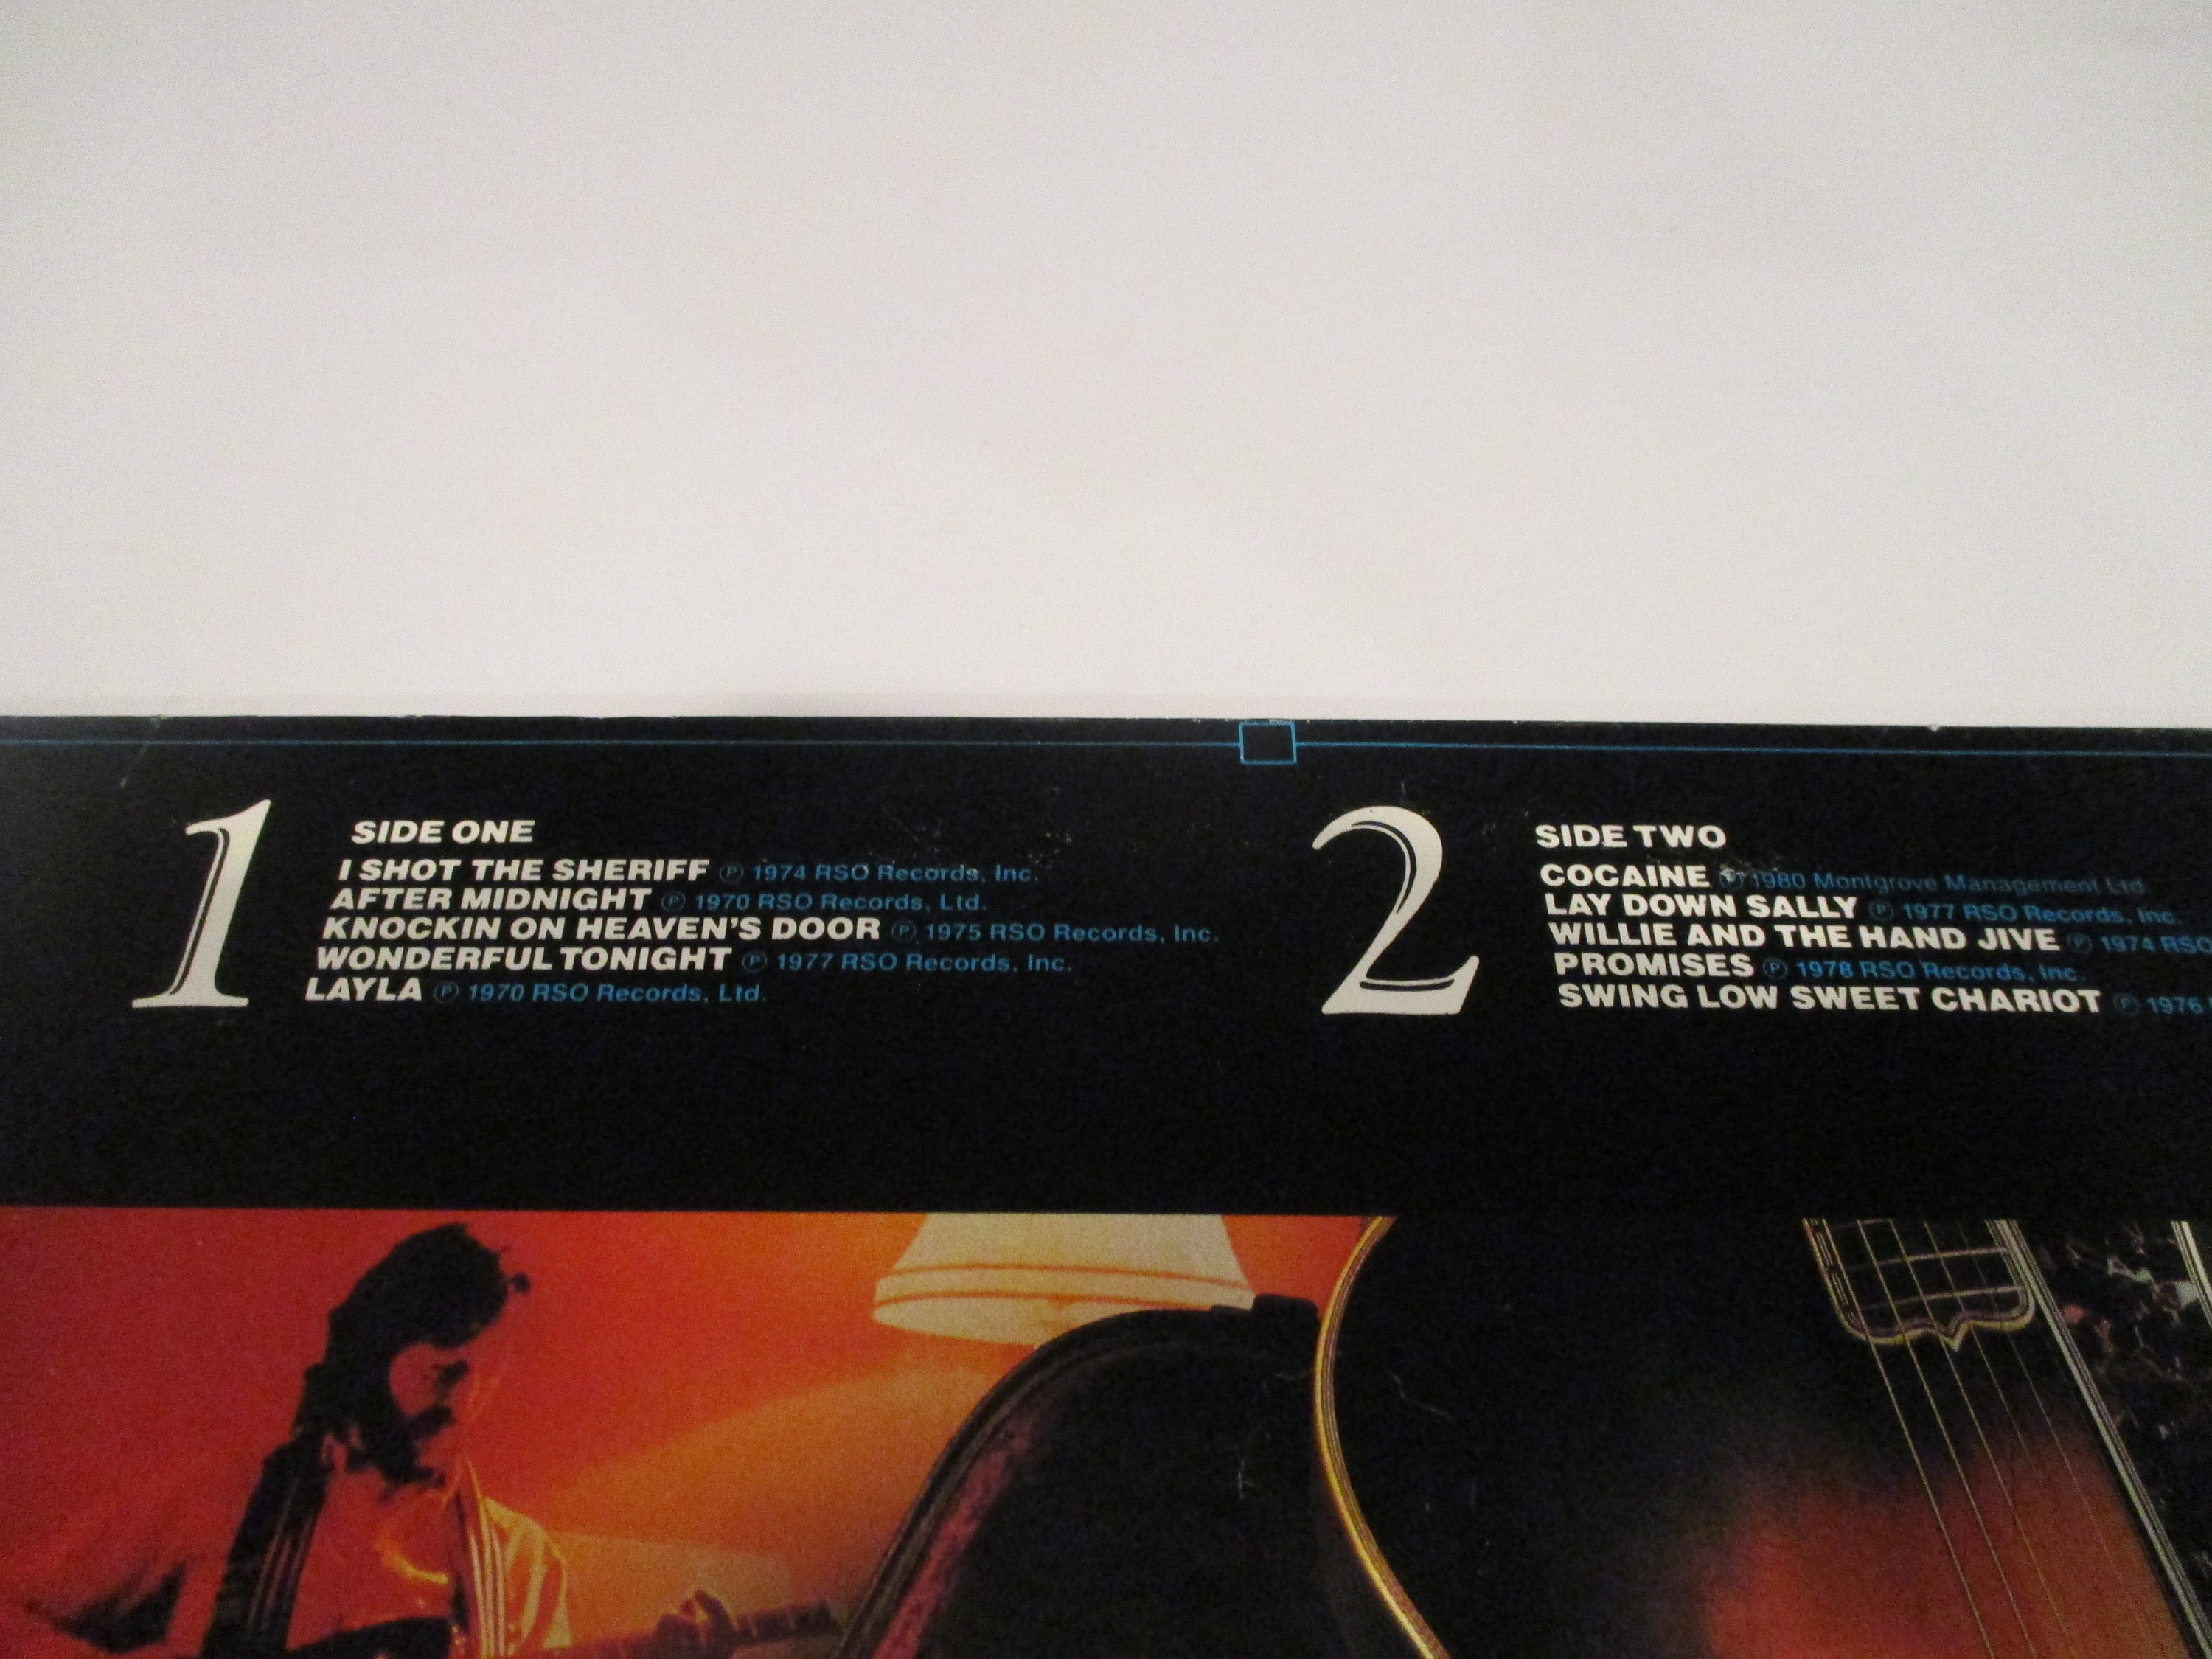 1
SIDE ONE
I SHOT THE SHERIFF Ⓟ 1974 RSO Records, Inc.
AFTER MIDNIGHT Ⓟ 1970 RSO Records, Ltd.
KNOCKIN ON HEAVEN'S DOOR Ⓟ 1975 RSO Records, Inc.
WONDERFUL TONIGHT Ⓟ 1977 RSO Records, Inc.
LAYLA Ⓟ 1970 RSO Records, Ltd.
2
SIDE TWO
COCAINE Ⓟ 1980 Montgrove Management Ltd
LAY DOWN SALLY Ⓟ 1977 RSO Records, Inc.
WILLIE AND THE HAND JIVE Ⓟ 1974 RSO
PROMISES Ⓟ 1978 RSO Records, Inc.
SWING LOW SWEET CHARIOT Ⓟ 1976